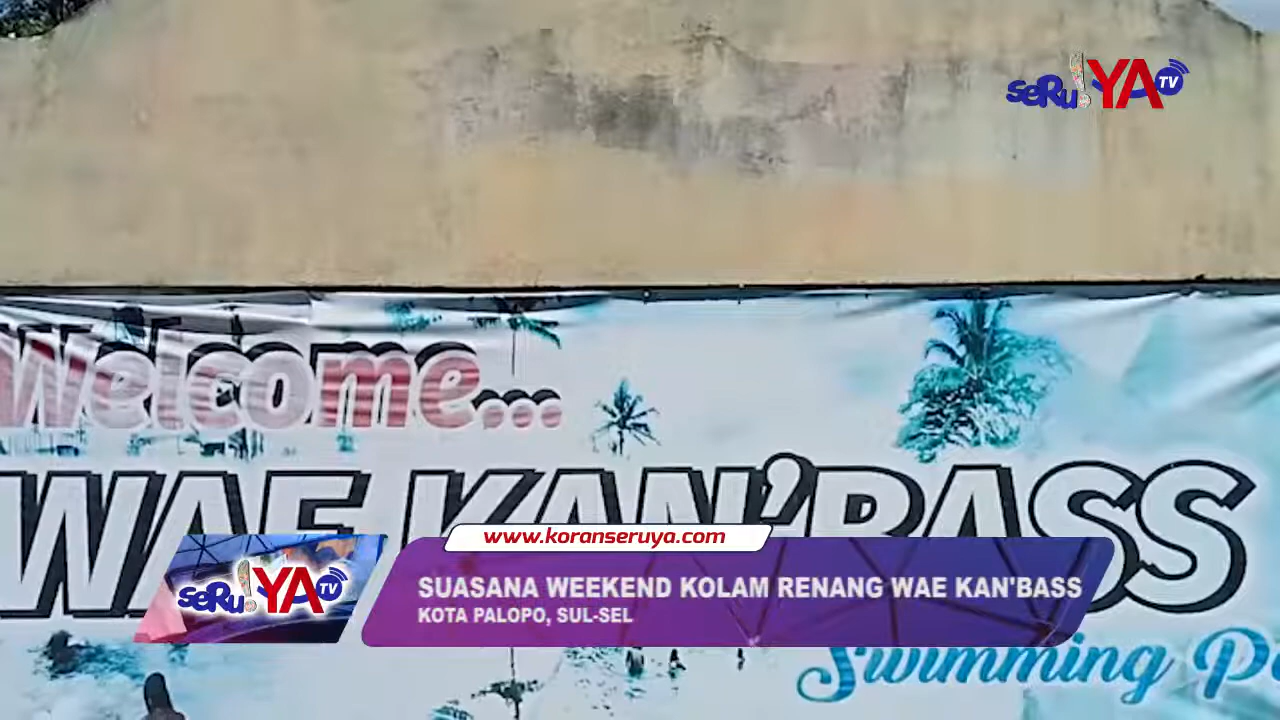 seRu!YA TV
Welcome...
WAE KAN'BASS
www.koranseruya.com
seRu!YA TV
SUASANA WEEKEND KOLAM RENANG WAE KAN'BASS
KOTA PALOPO, SUL-SEL
Swimming